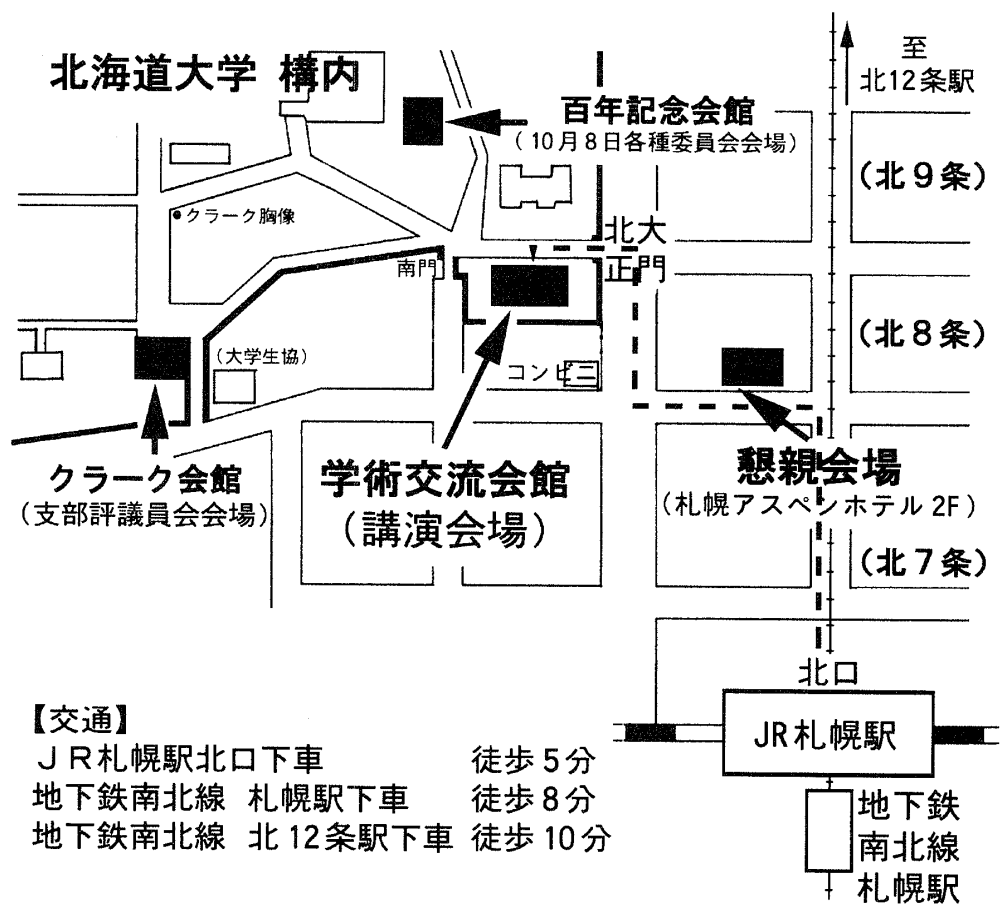 北海道大学 構内
至
北12条駅
百年記念会館
(10月8日各種委員会会場)
(北9条)
クラーク胸像
北大
正門
南門
(北8条)
(大学生協)
コンビニ
クラーク会館
(支部評議員会会場)
学術交流会館
(講演会場)
懇親会場
(札幌アスペンホテル2F)
(北7条)
北口
JR札幌駅
【交通】
JR札幌駅北口下車 徒歩5分
地下鉄南北線 札幌駅下車 徒歩8分
地下鉄南北線 北12条駅下車 徒歩10分
地下鉄
南北線
札幌駅